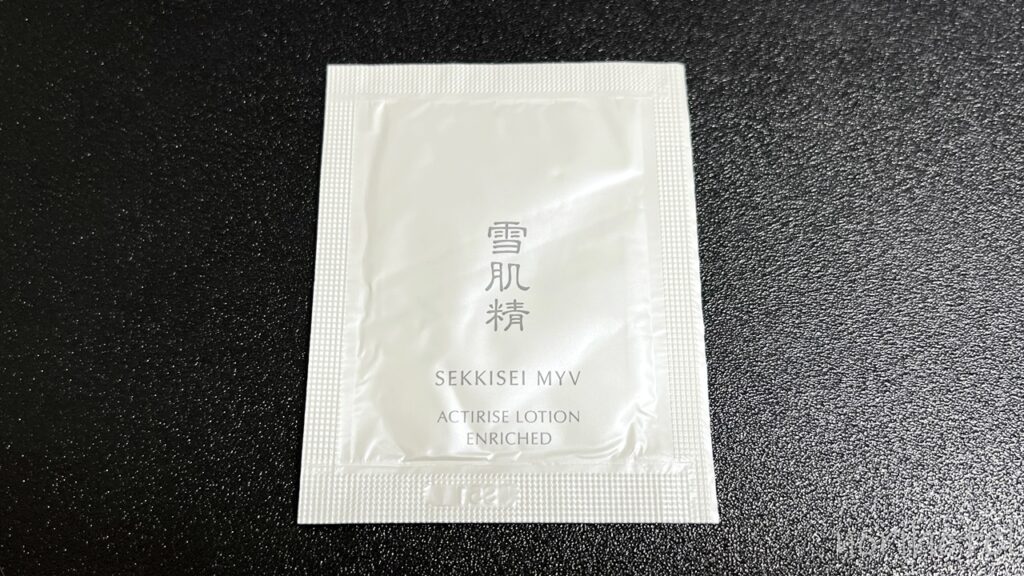 雪肌精
SEKKISEI MYV
ACTIRISE LOTION
ENRICHED